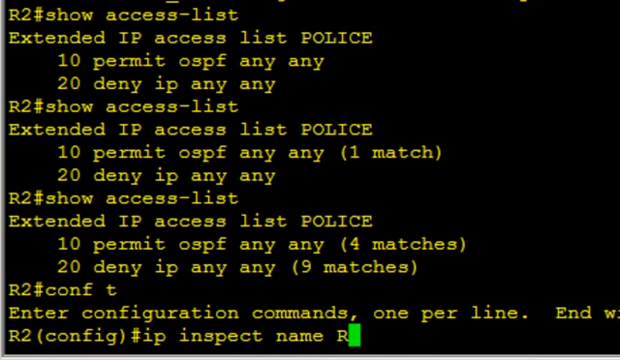 R2#show access-list
Extended IP access list POLICE
    10 permit ospf any any
    20 deny ip any any
R2#show access-list
Extended IP access list POLICE
    10 permit ospf any any (1 match)
    20 deny ip any any
R2#show access-list
Extended IP access list POLICE
    10 permit ospf any any (4 matches)
    20 deny ip any any (9 matches)
R2#conf t
Enter configuration commands, one per line.  End wi
R2(config)#ip inspect name R